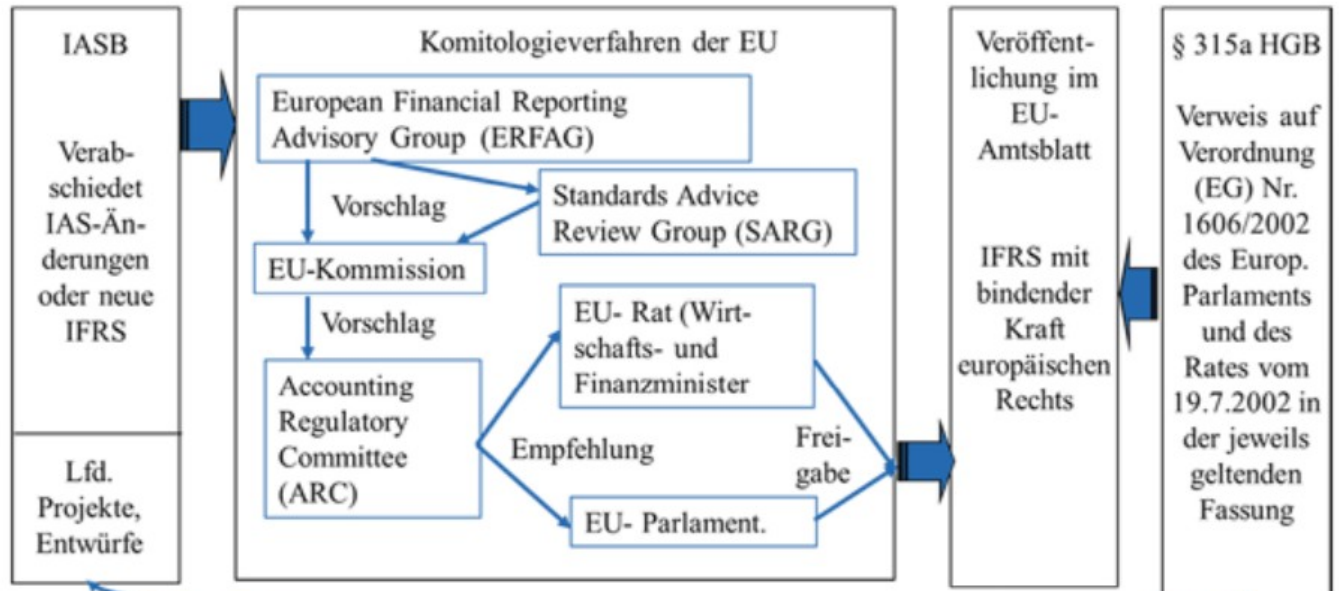 IASB
Verab-
schiedet
IAS-Än-
derungen
oder neue
IFRS
Lfd.
Projekte,
Entwürfe
Komitologieverfahren der EU
European Financial Reporting
Advisory Group (ERFAG)
Vorschlag
Standards Advice
Review Group (SARG)
EU-Kommission
Vorschlag
Accounting
Regulatory
Committee
(ARC)
EU- Rat (Wirt-
schafts- und
Finanzminister
Empfehlung
Frei-
gabe
EU- Parlament.
Veröffent-
lichung im
EU-
Amtsblatt
IFRS mit
bindender
Kraft
europäischen
Rechts
§ 315a HGB
Verweis auf
Verordnung
(EG) Nr.
1606/2002
des Europ.
Parlaments
und des
Rates vom
19.7.2002 in
der jeweils
geltenden
Fassung